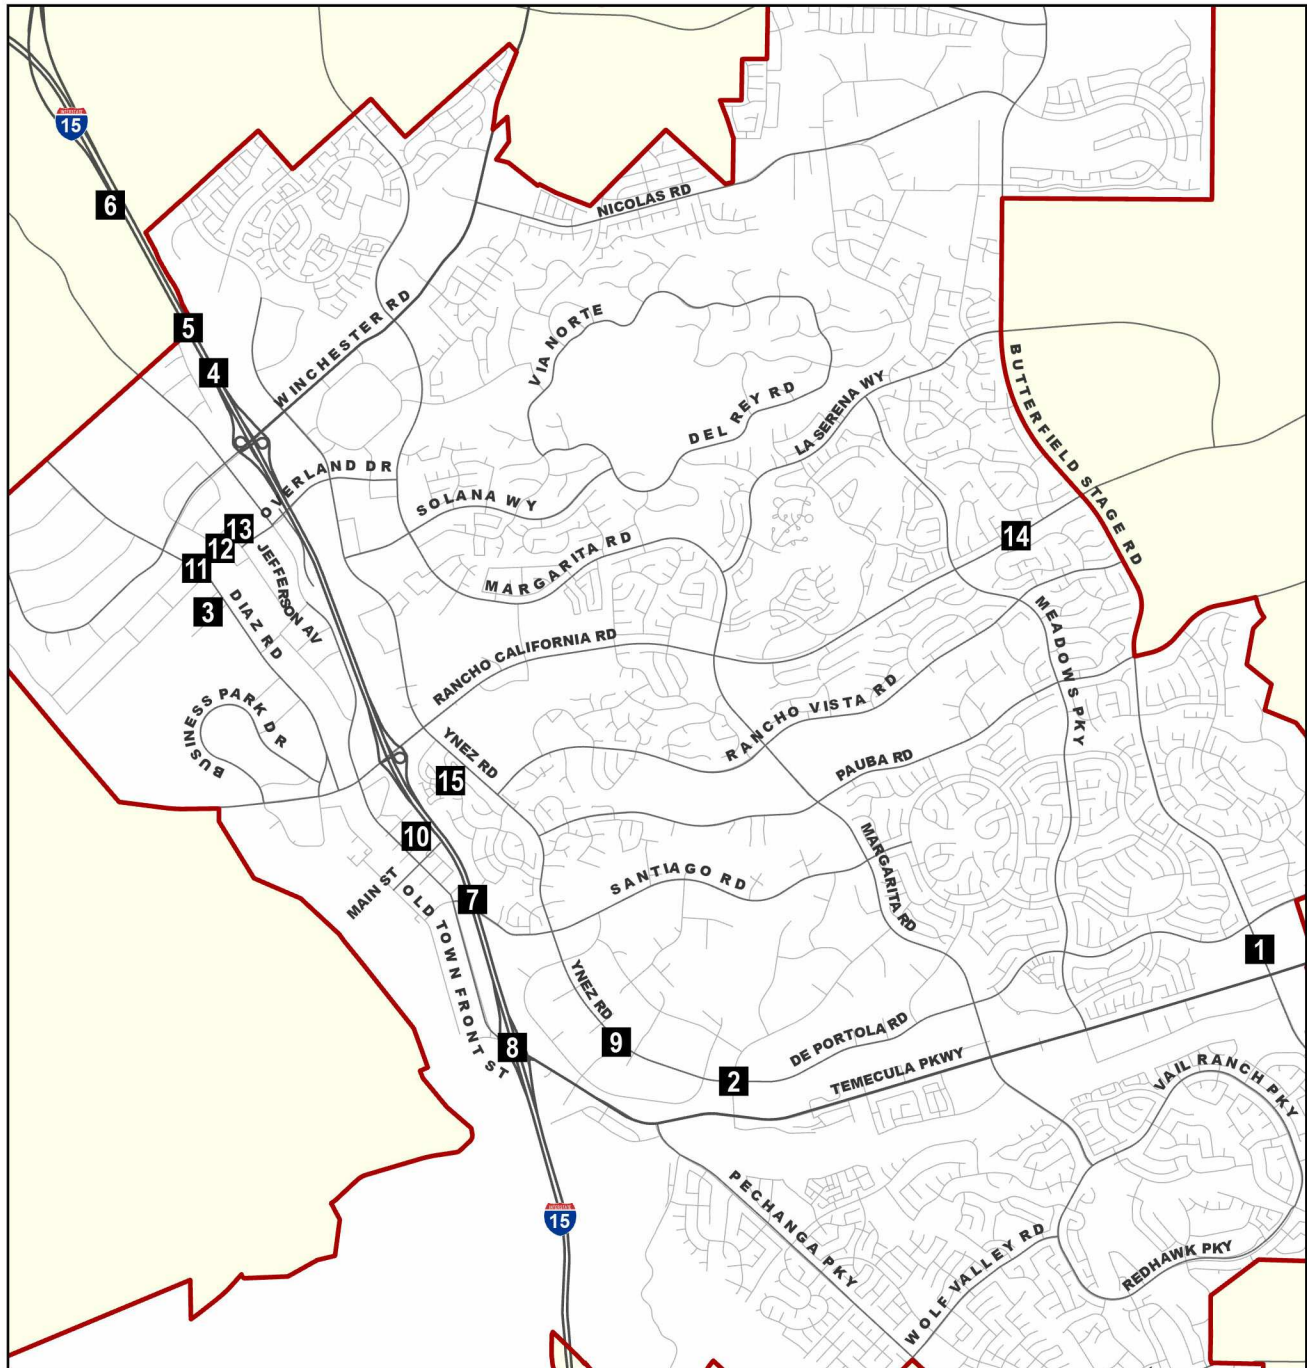 INTERSTATE
15
6
NICOLAS RD
5
4
WINCHESTER RD
VIA NORTE
DEL REY RD
LA SERENA WY
BUTTERFIELD STAGE RD
OVERLAND DR
SOLANA WY
13
12
11
14
JEFFERSON AV
MARGARITA RD
3
DIAZ RD
MEADOWS PKY
RANCHO CALIFORNIA RD
BUSINESS PARK DR
RANCHO VISTA RD
YNEZ RD
15
PAUBA RD
10
MARGARITA RD
MAIN ST
SANTIAGO RD
7
OLD TOWN FRONT ST
1
YNEZ RD
9
8
DE PORTOLA RD
2
TEMECULA PKWY
VAIL RANCH PKY
INTERSTATE
15
PECHANGA PKY
WOLF VALLEY RD
REDHAWK PKY